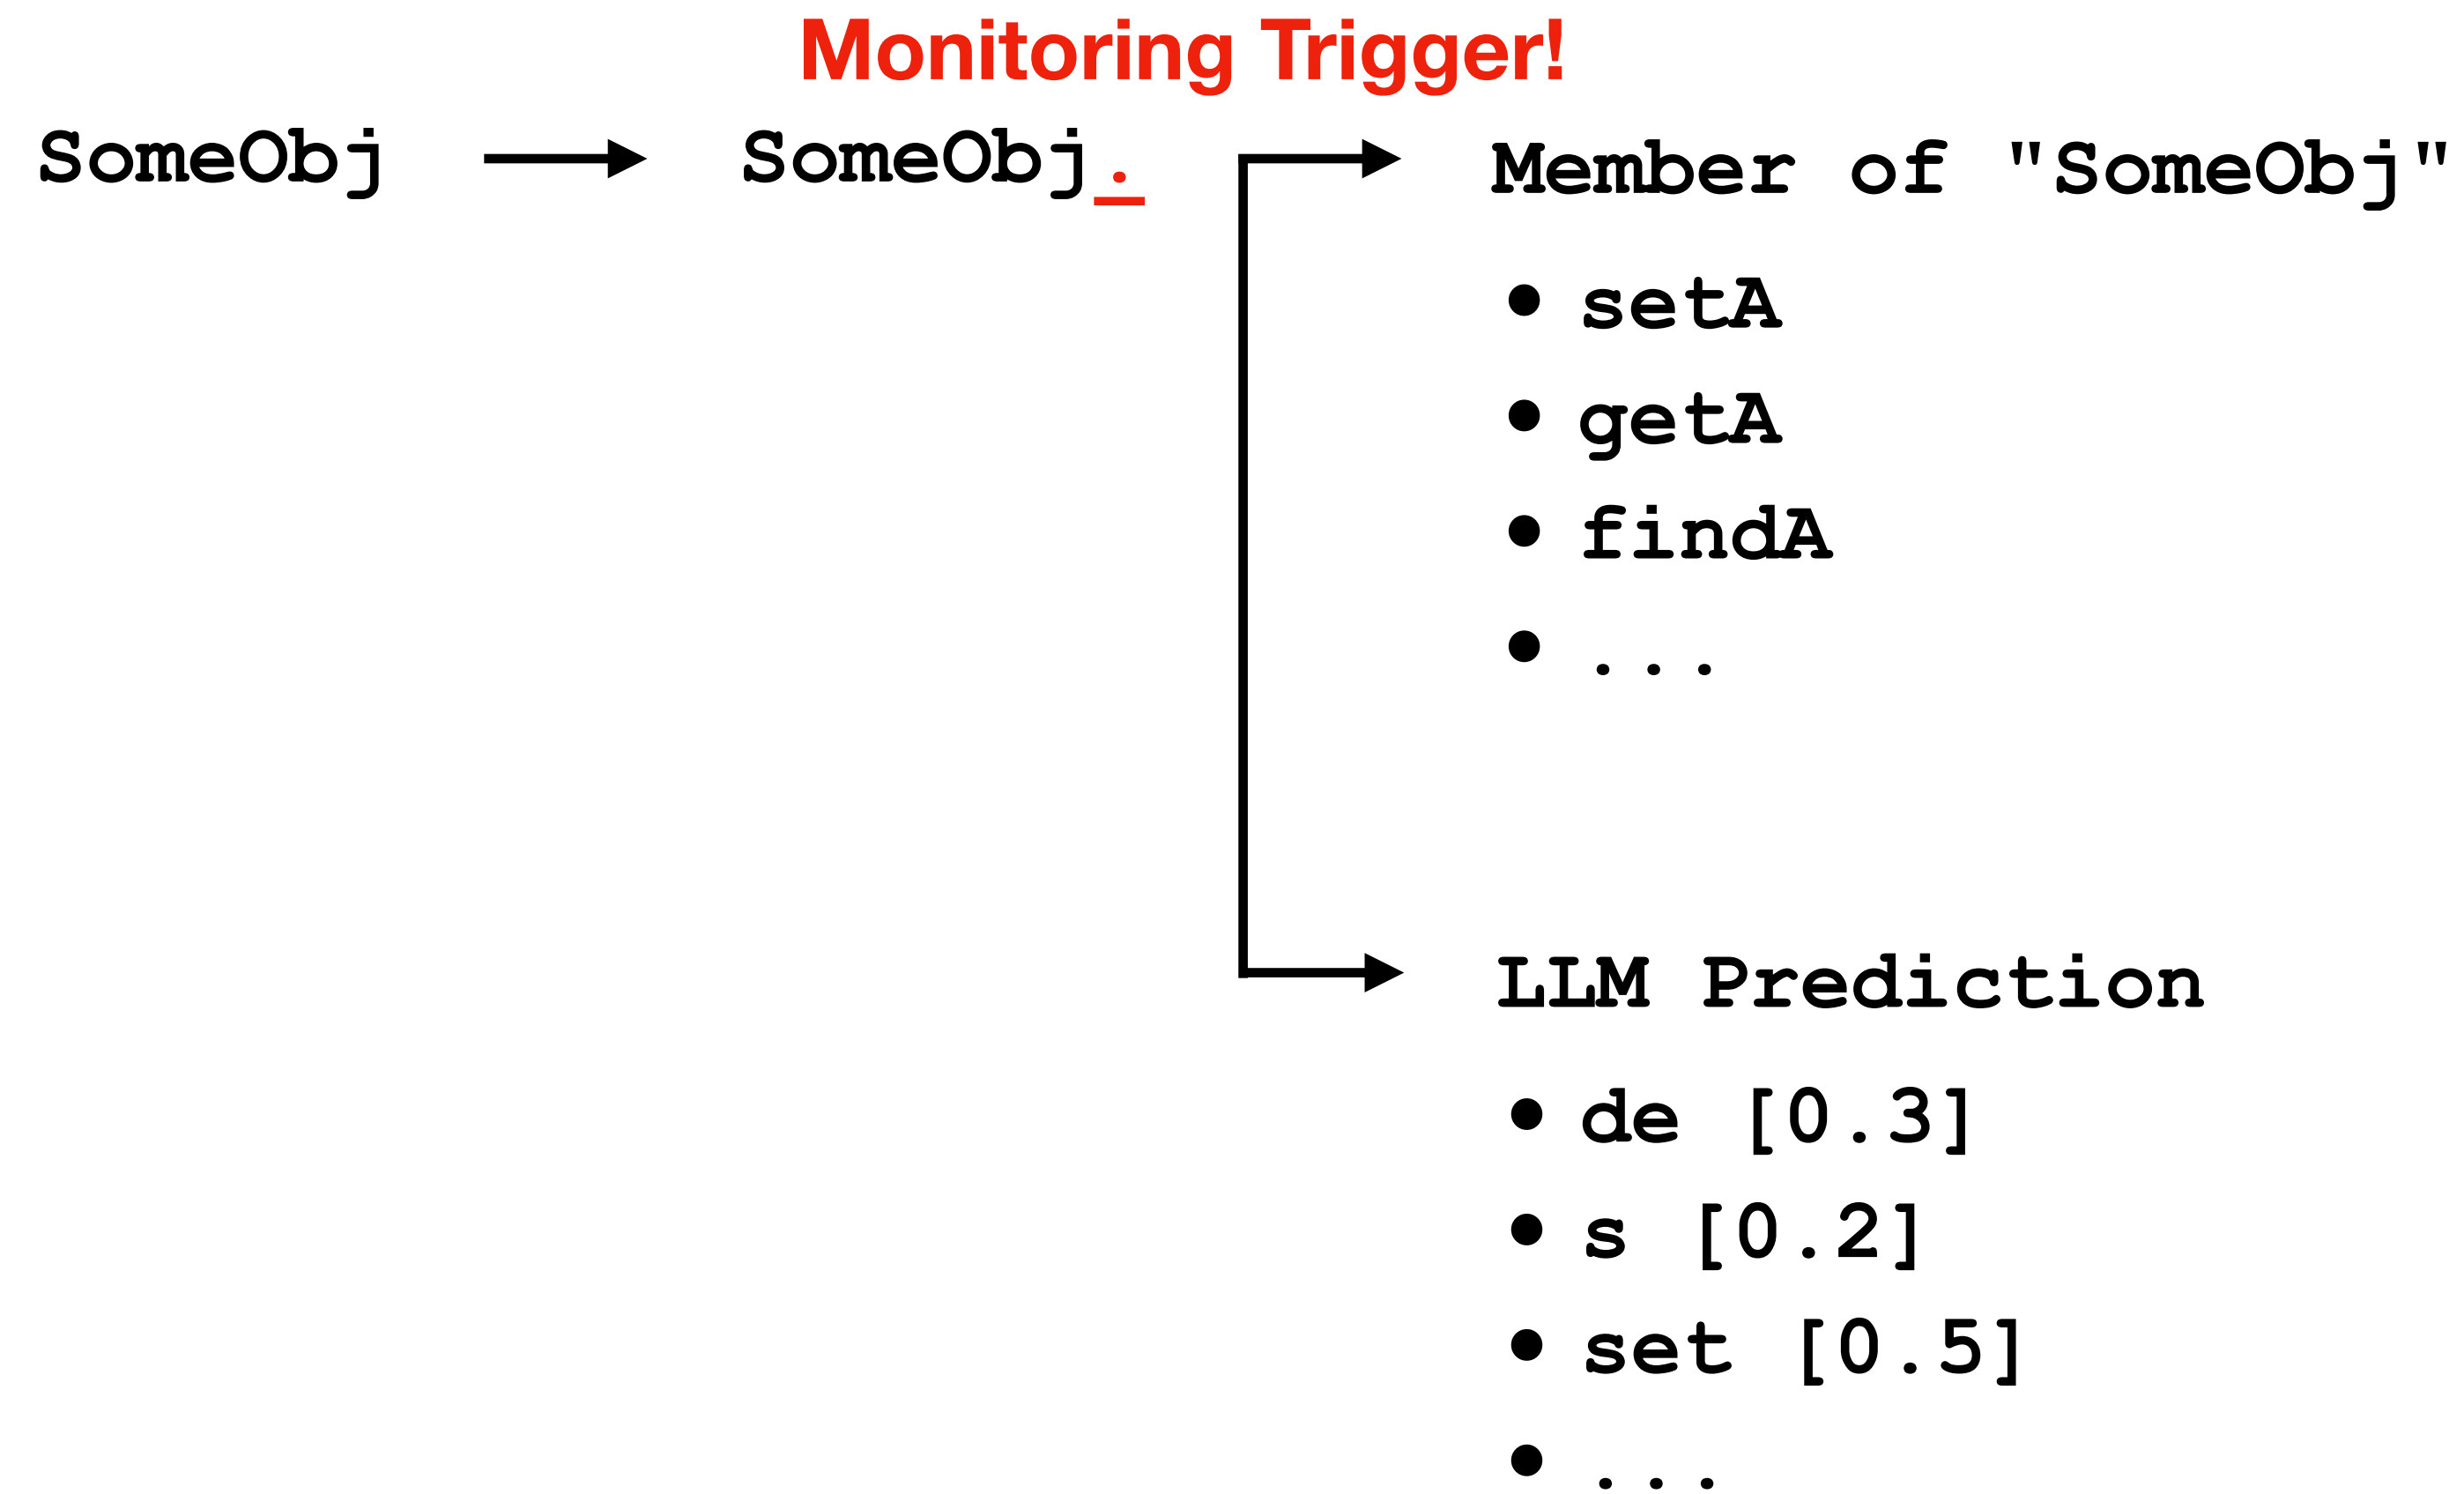 Monitoring Trigger!
SomeObj
SomeObj.
Member of "SomeObj"
• setA
• getA
• findA
• ...
LLM Prediction
• de [0.3]
• s [0.2]
• set [0.5]
• ...